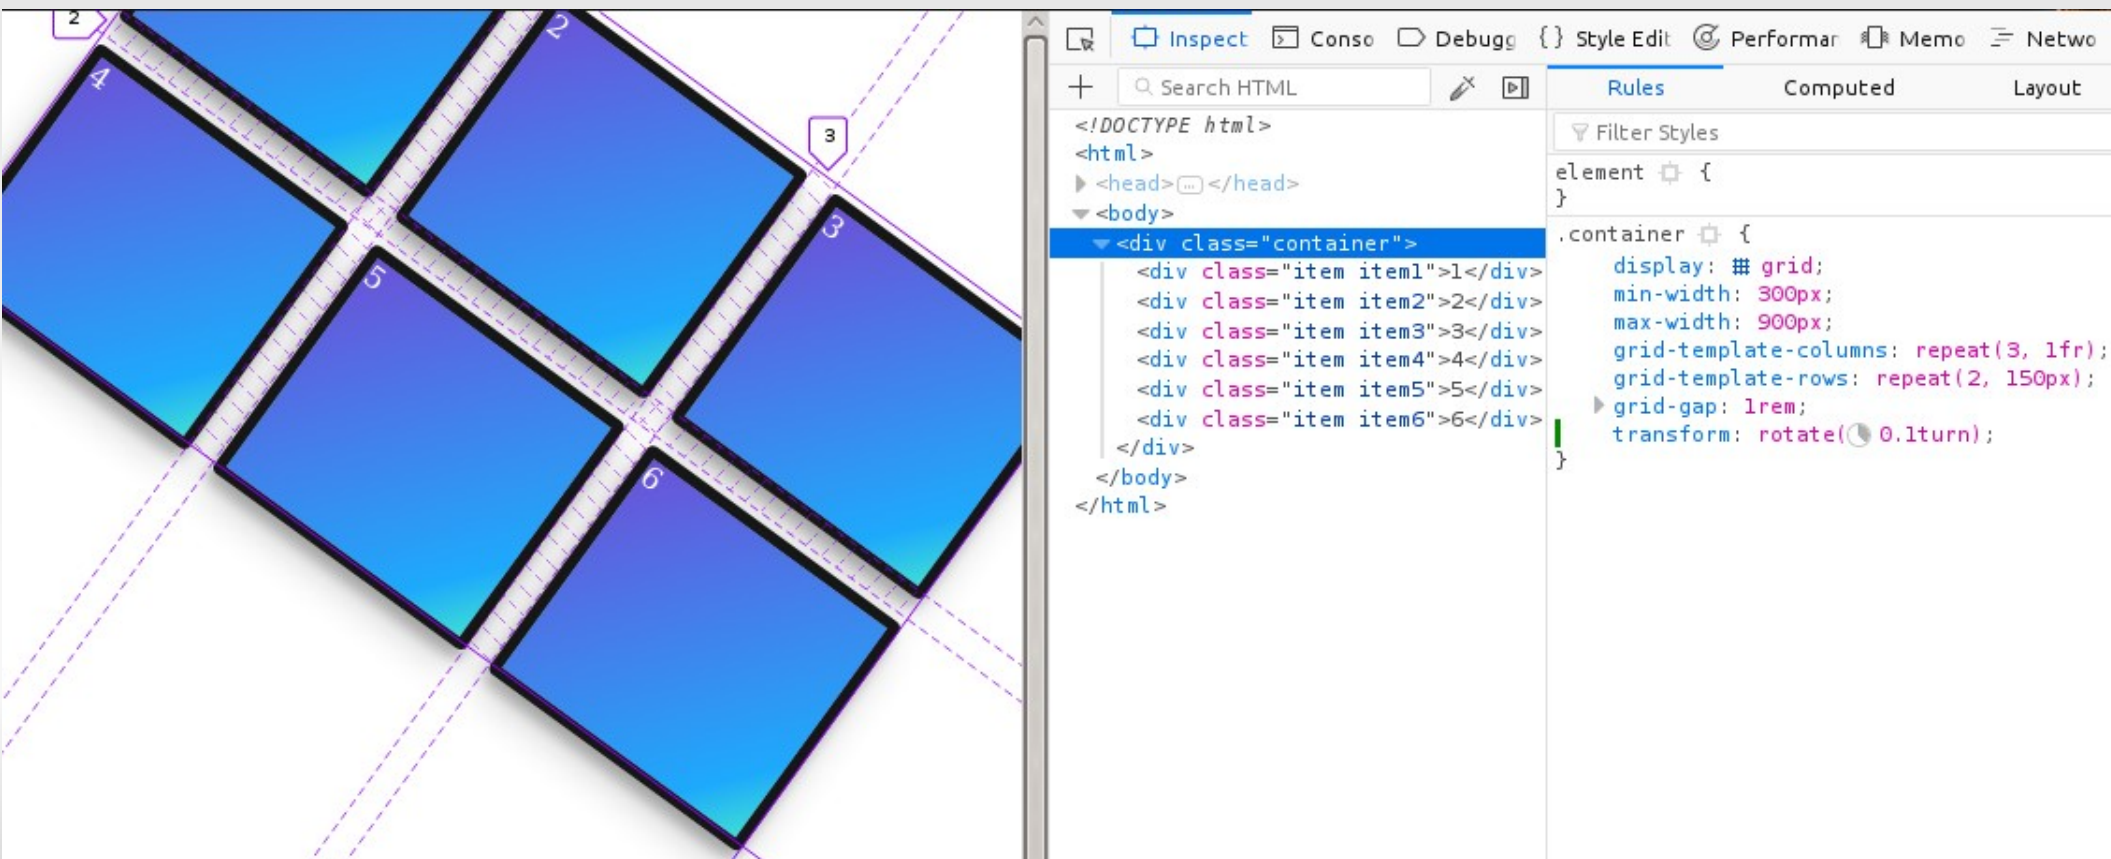 2
2
4
3
3
5
6
Inspect
Conso
Debugg
{ } Style Edit
Performar
Memo
Netwo
+
Search HTML
Rules
Computed
Layout
Filter Styles
<!DOCTYPE html>
<html>
<head>…</head>
<body>
<div class="container">
<div class="item item1">1</div>
<div class="item item2">2</div>
<div class="item item3">3</div>
<div class="item item4">4</div>
<div class="item item5">5</div>
<div class="item item6">6</div>
</div>
</body>
</html>
element {
}
.container {
display: grid;
min-width: 300px;
max-width: 900px;
grid-template-columns: repeat(3, 1fr);
grid-template-rows: repeat(2, 150px);
grid-gap: 1rem;
transform: rotate( 0.1turn);
}